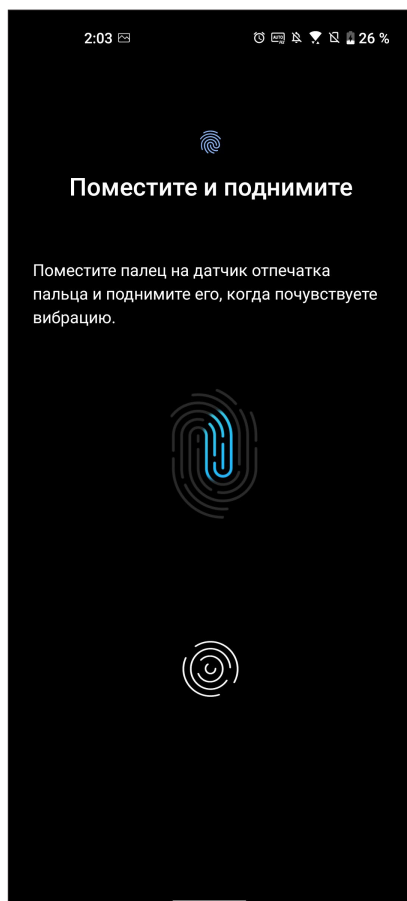 2:03 26 %
Поместите и поднимите
Поместите палец на датчик отпечатка
пальца и поднимите его, когда почувствуете
вибрацию.